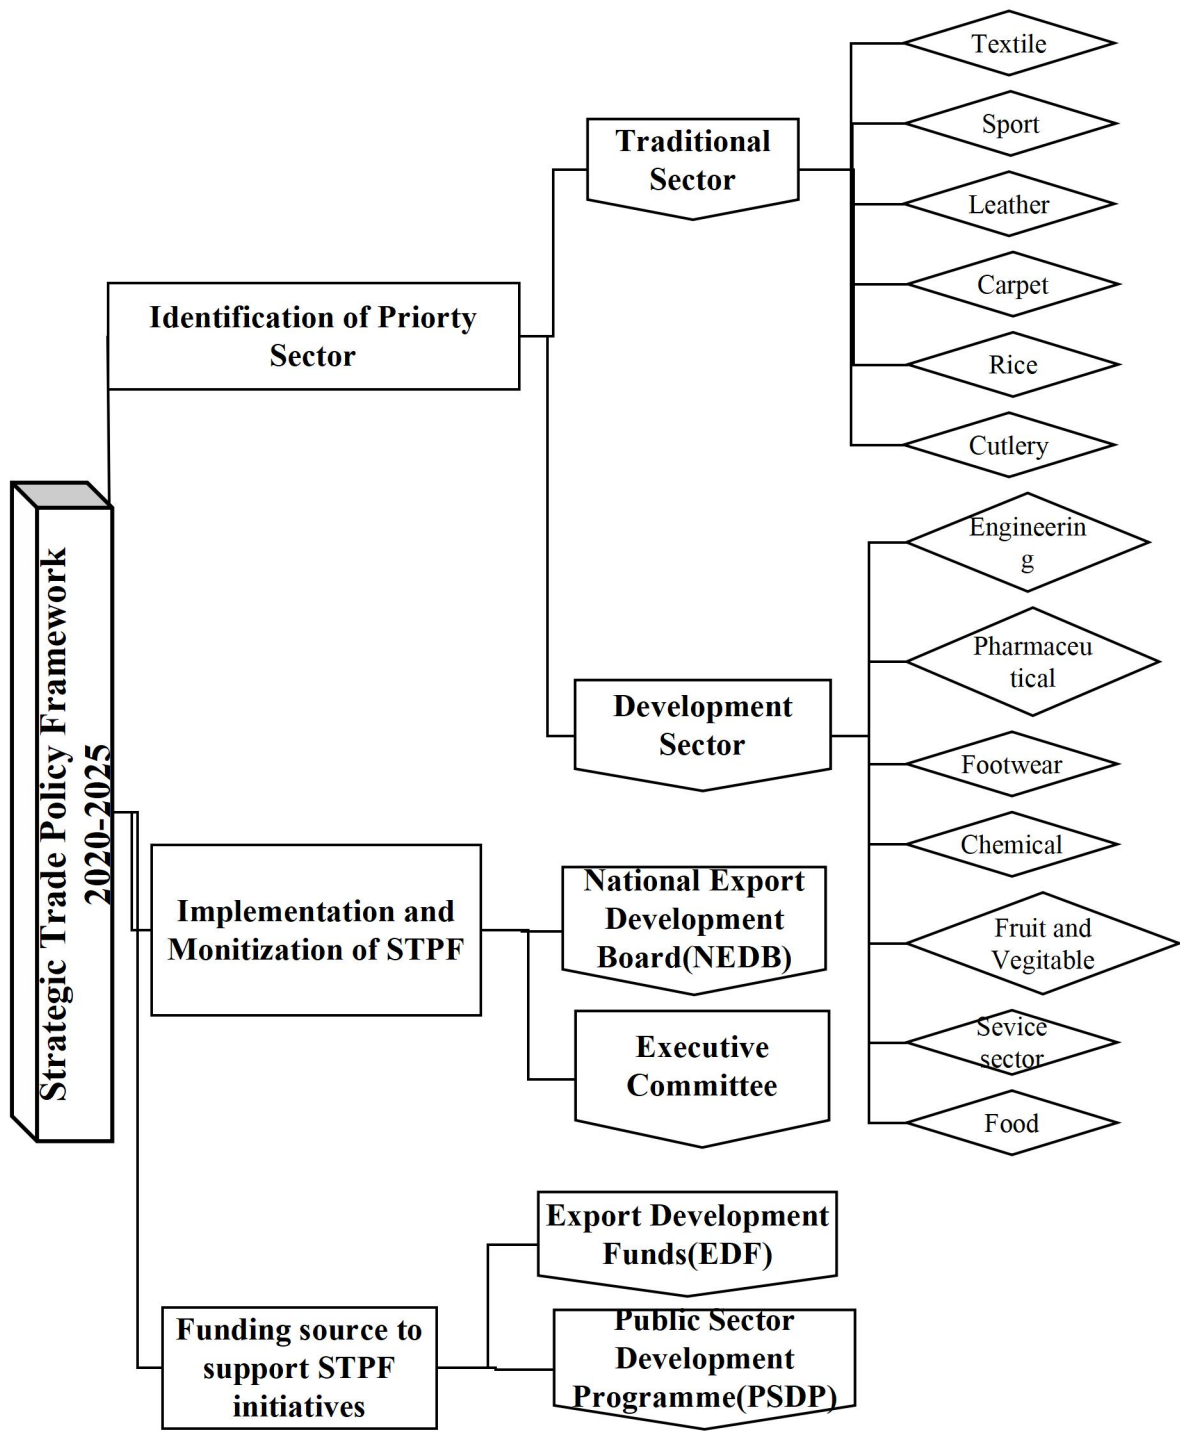 Strategic Trade Policy Framework
2020-2025
Identification of Priorty
Sector
Traditional
Sector
Textile
Sport
Leather
Carpet
Rice
Cutlery
Development
Sector
Engineerin
g
Pharmaceu
tical
Footwear
Chemical
Fruit and
Vegitable
Sevice
sector
Food
Implementation and
Monitization of STPF
National Export
Development
Board(NEDB)
Executive
Committee
Funding source to
support STPF
initiatives
Export Development
Funds(EDF)
Public Sector
Development
Programme(PSDP)